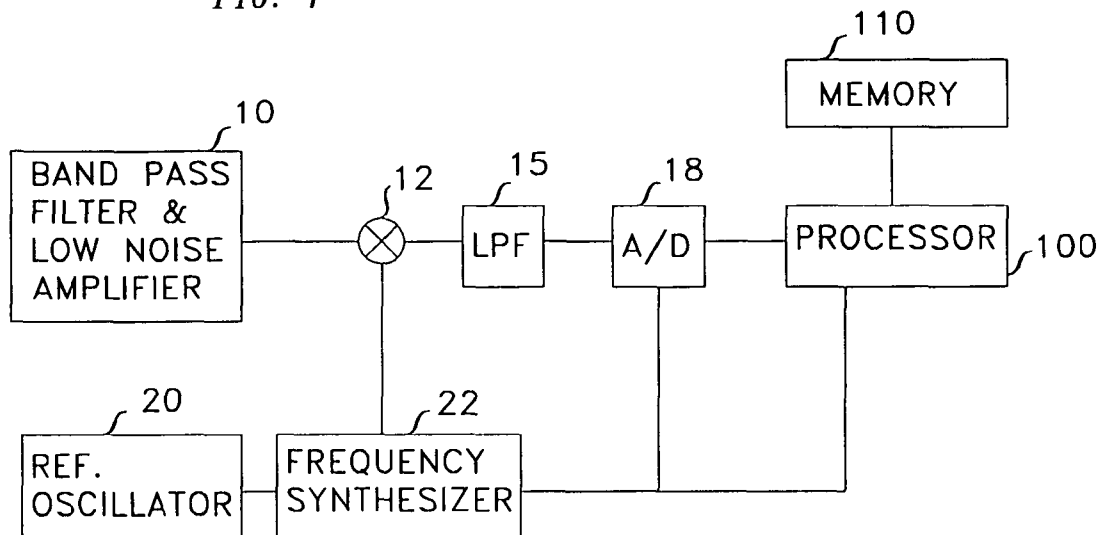 110
MEMORY
10
BAND PASS
FILTER &
LOW NOISE
AMPLIFIER
12
15
LPF
18
A/D
PROCESSOR
100
20
REF.
OSCILLATOR
22
FREQUENCY
SYNTHESIZER